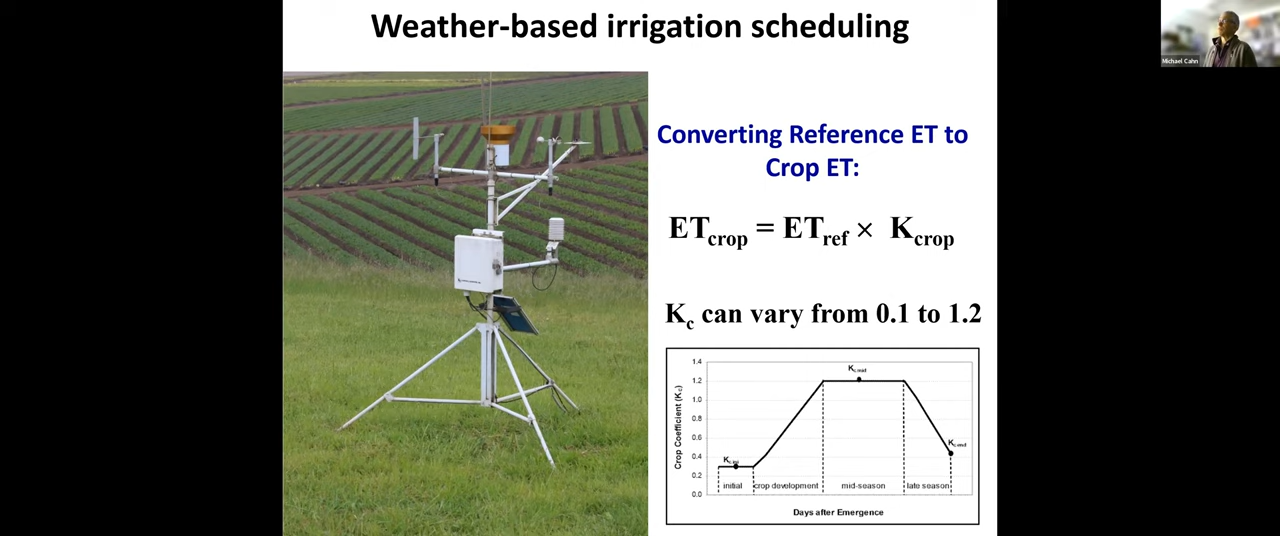 Weather-based irrigation scheduling
Michael Cahn
Converting Reference ET to
Crop ET:
ETcrop = ETref × Kcrop
Kc can vary from 0.1 to 1.2
1.4
1.2
1.0
0.8
0.6
0.4
0.2
0.0
Crop Coefficient (Kc)
Kc ini
Kc mid
Kc end
initial
crop development
mid-season
late season
Days after Emergence